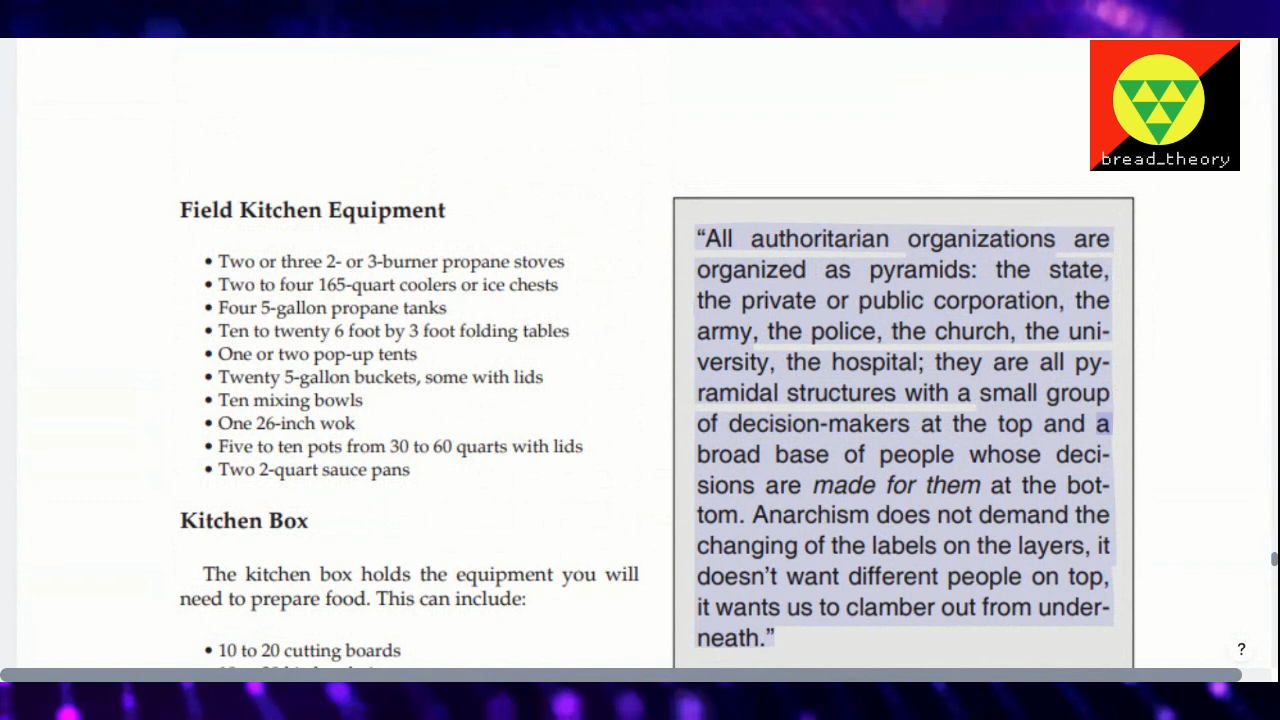 bread_theory
Field Kitchen Equipment
• Two or three 2- or 3-burner propane stoves
• Two to four 165-quart coolers or ice chests
• Four 5-gallon propane tanks
• Ten to twenty 6 foot by 3 foot folding tables
• One or two pop-up tents
• Twenty 5-gallon buckets, some with lids
• Ten mixing bowls
• One 26-inch wok
• Five to ten pots from 30 to 60 quarts with lids
• Two 2-quart sauce pans
Kitchen Box
The kitchen box holds the equipment you will
need to prepare food. This can include:
• 10 to 20 cutting boards
“All authoritarian organizations are
organized as pyramids: the state,
the private or public corporation, the
army, the police, the church, the uni-
versity, the hospital; they are all py-
ramidal structures with a small group
of decision-makers at the top and a
broad base of people whose deci-
sions are made for them at the bot-
tom. Anarchism does not demand the
changing of the labels on the layers, it
doesn’t want different people on top,
it wants us to clamber out from under-
neath.”
?